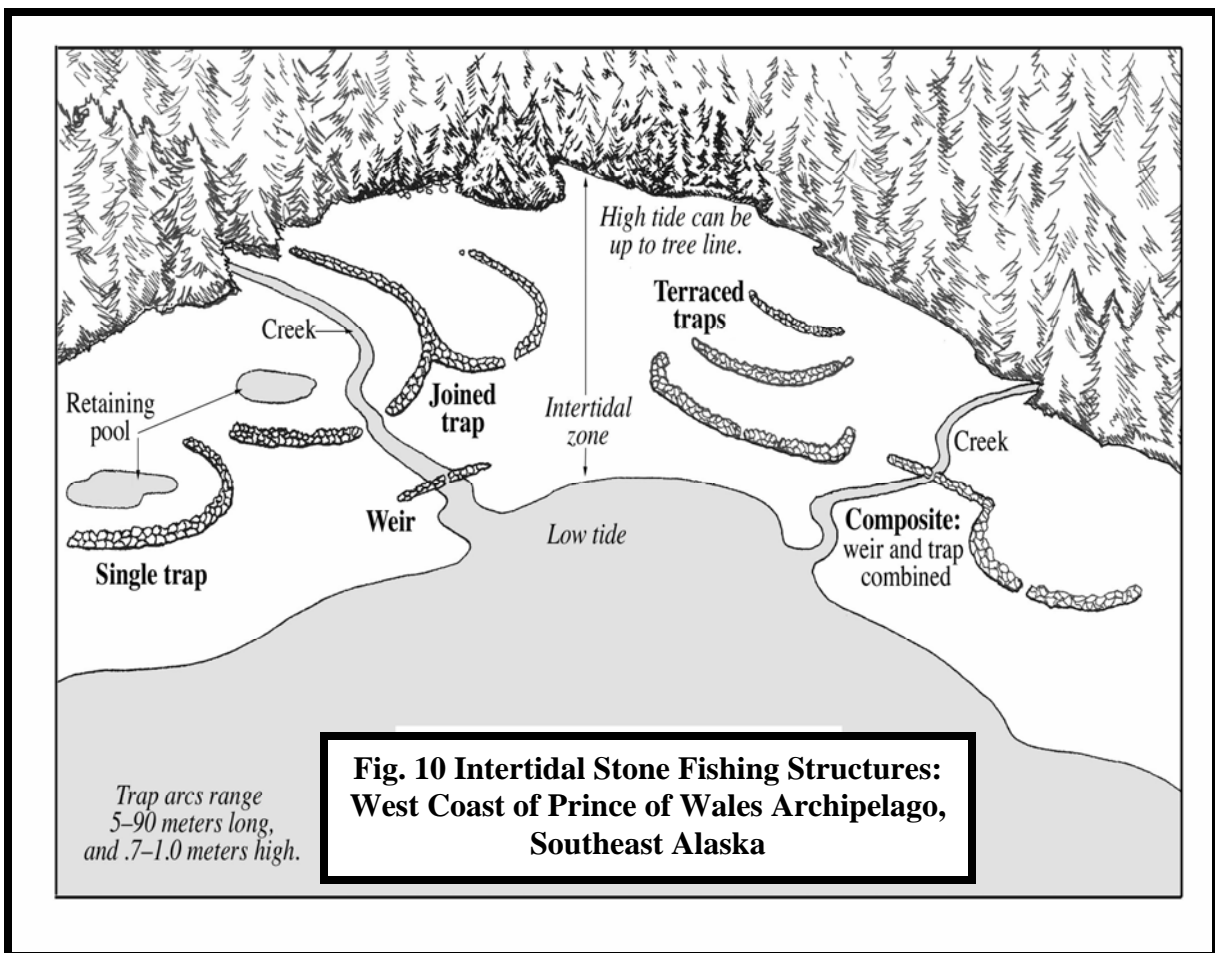 High tide can be
up to tree line.
Terraced
traps
Creek
Joined
trap
Retaining
pool
Intertidal
zone
Creek
Weir
Low tide
Composite:
weir and trap
combined
Single trap
Trap arcs range
5–90 meters long,
and .7–1.0 meters high.
Fig. 10 Intertidal Stone Fishing Structures:
West Coast of Prince of Wales Archipelago,
Southeast Alaska